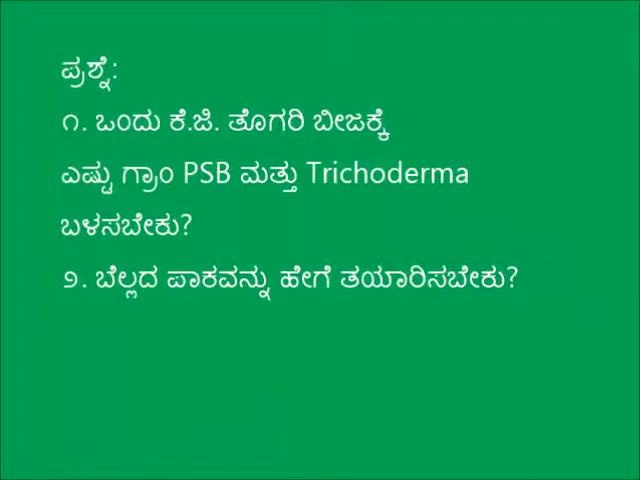 ಪ್ರಶ್ನೆ:
೧. ಒಂದು ಕೆ.ಜಿ. ತೊಗರಿ ಬೀಜಕ್ಕೆ
ಎಷ್ಟು ಗ್ರಾಂ PSB ಮತ್ತು Trichoderma
ಬಳಸಬೇಕು?
೨. ಬೆಲ್ಲದ ಪಾಕವನ್ನು ಹೇಗೆ ತಯಾರಿಸಬೇಕು?